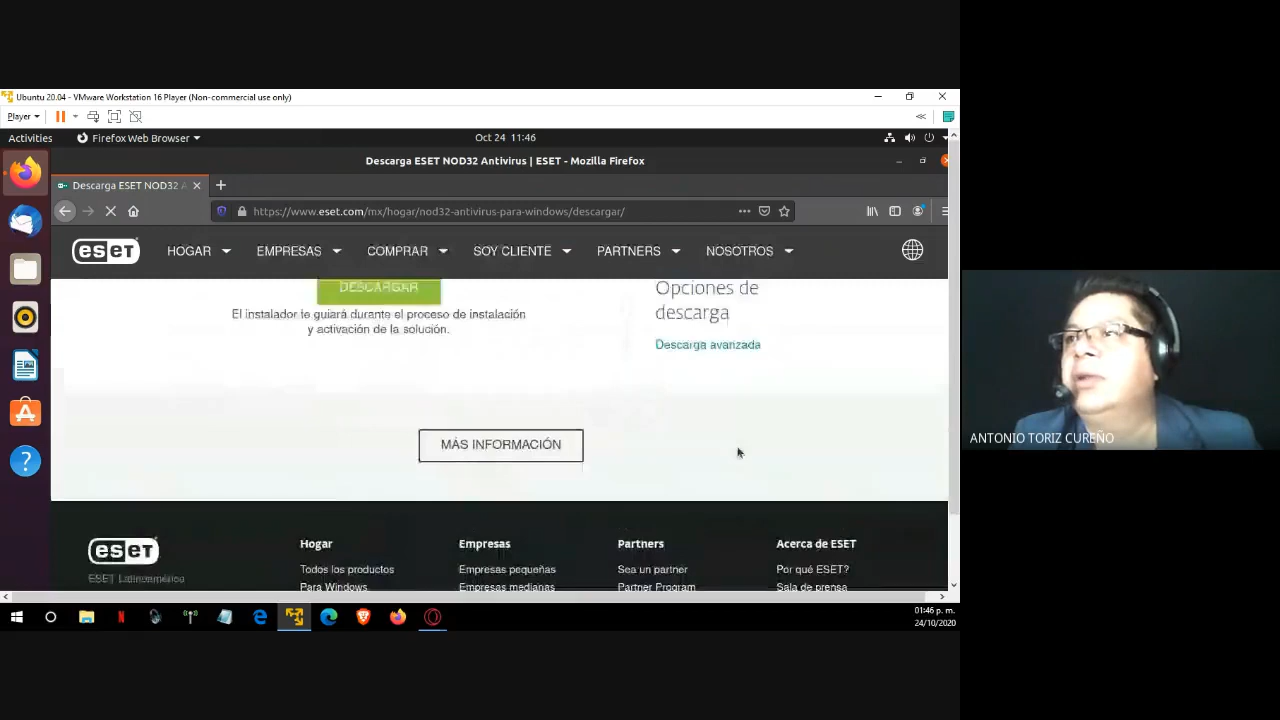 Ubuntu 20.04 - VMware Workstation 16 Player (Non-commercial use only)
Player
Activities
Firefox Web Browser
Oct 24 11:46
Descarga ESET NOD32 Antivirus | ESET - Mozilla Firefox
Descarga ESET NOD32 A
https://www.eset.com/mx/hogar/nod32-antivirus-para-windows/descargar/
eseT
HOGAR
EMPRESAS
COMPRAR
SOY CLIENTE
PARTNERS
NOSOTROS
DESCARGAR
El instalador te guiará durante el proceso de instalación
y activación de la solución.
Opciones de
descarga
Descarga avanzada
MÁS INFORMACIÓN
eseT
ESET Latinoamérica
Hogar
Todos los productos
Para Windows
Empresas
Empresas pequeñas
Empresas medianas
Partners
Sea un partner
Partner Program
Acerca de ESET
Por qué ESET?
Sala de prensa
01:46 p. m.
24/10/2020
ANTONIO TORIZ CUREÑO